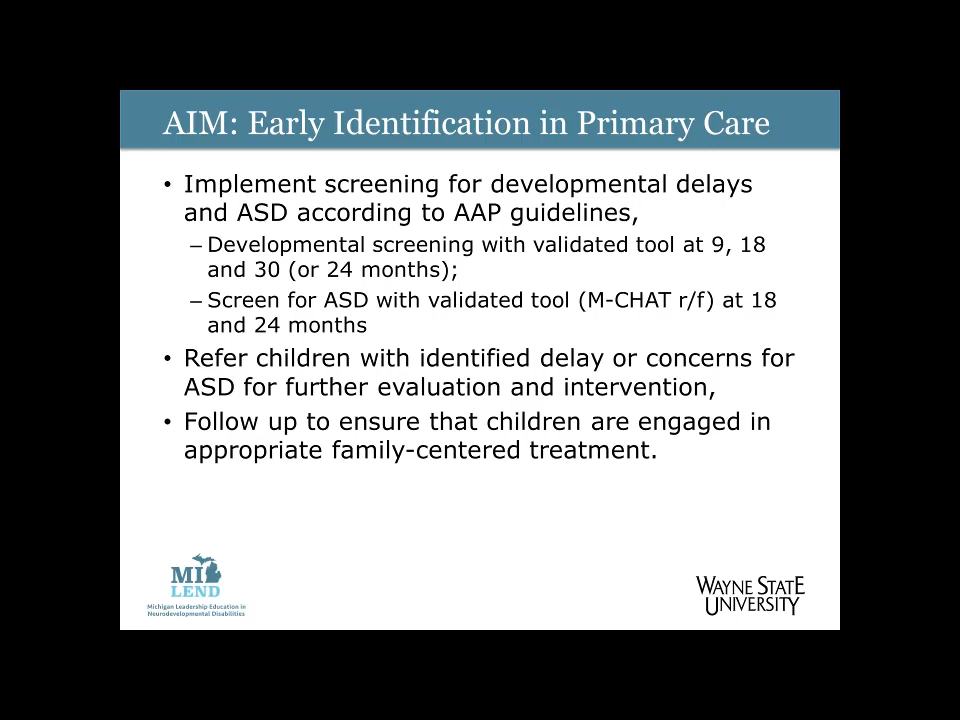 AIM: Early Identification in Primary Care
• Implement screening for developmental delays
and ASD according to AAP guidelines,
– Developmental screening with validated tool at 9, 18
and 30 (or 24 months);
– Screen for ASD with validated tool (M-CHAT r/f) at 18
and 24 months
• Refer children with identified delay or concerns for
ASD for further evaluation and intervention,
• Follow up to ensure that children are engaged in
appropriate family-centered treatment.
MI
LEND
Michigan Leadership Education in
Neurodevelopmental Disabilities
WAYNE STATE
UNIVERSITY